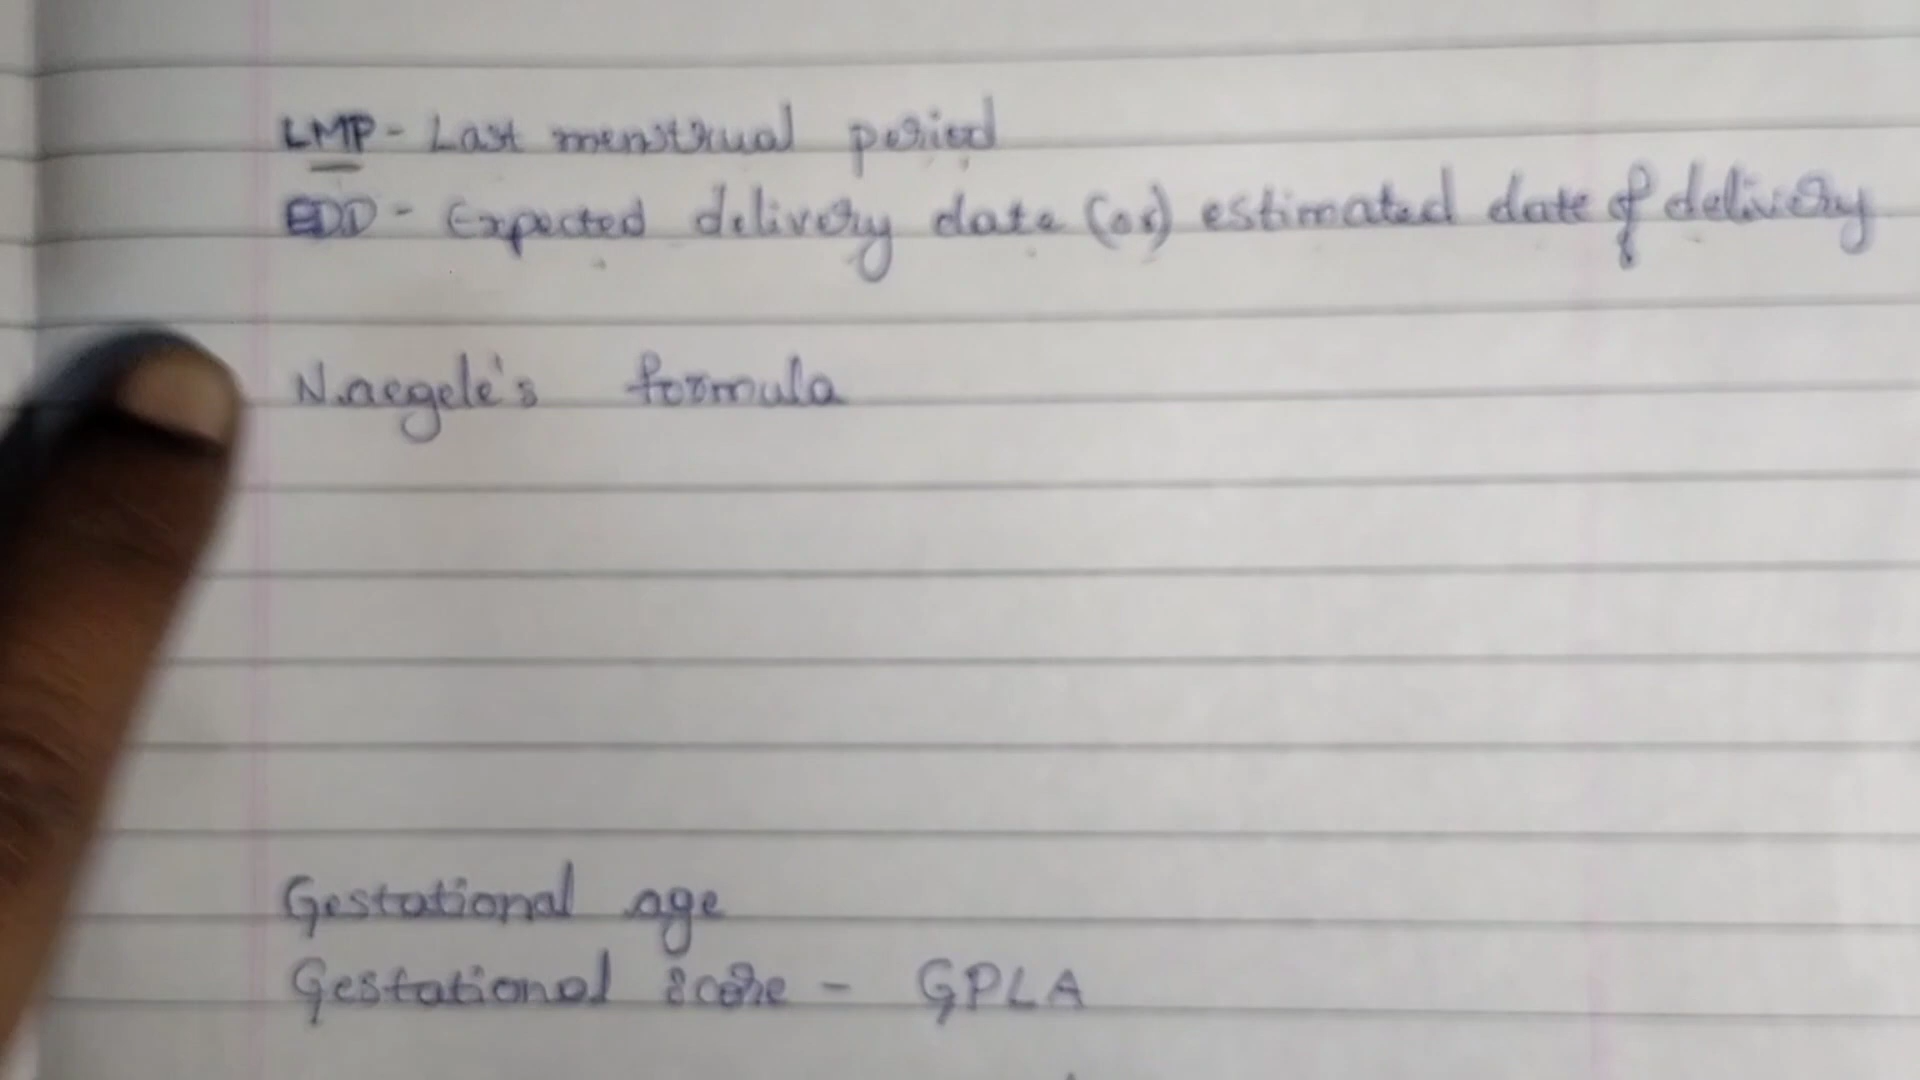 LMP - Last menstrual period
EDD - Expected delivery date (or) estimated date of delivery
Naegele's formula
Gestational age
Gestational score - GPLA